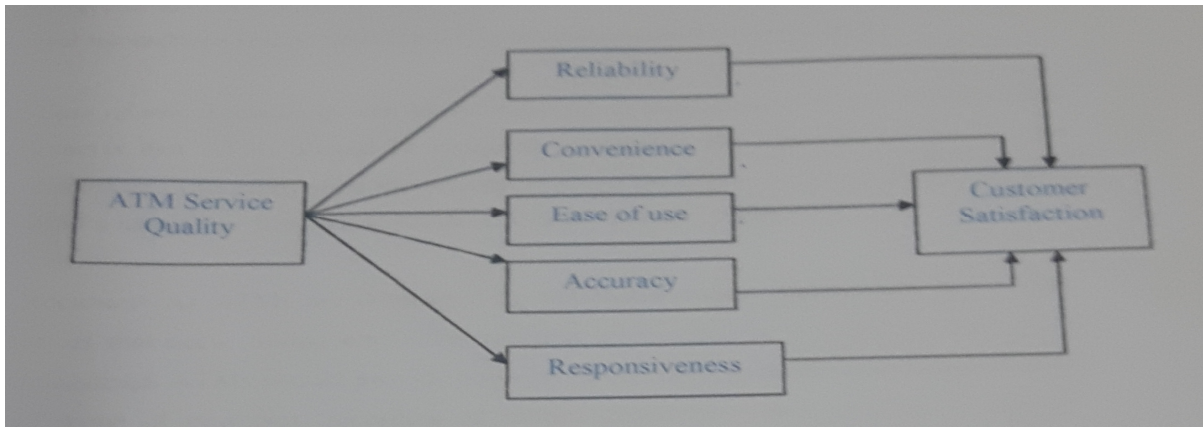 Reliability
Convenience
ATM Service
Quality
Ease of use
Customer
Satisfaction
Accuracy
Responsiveness